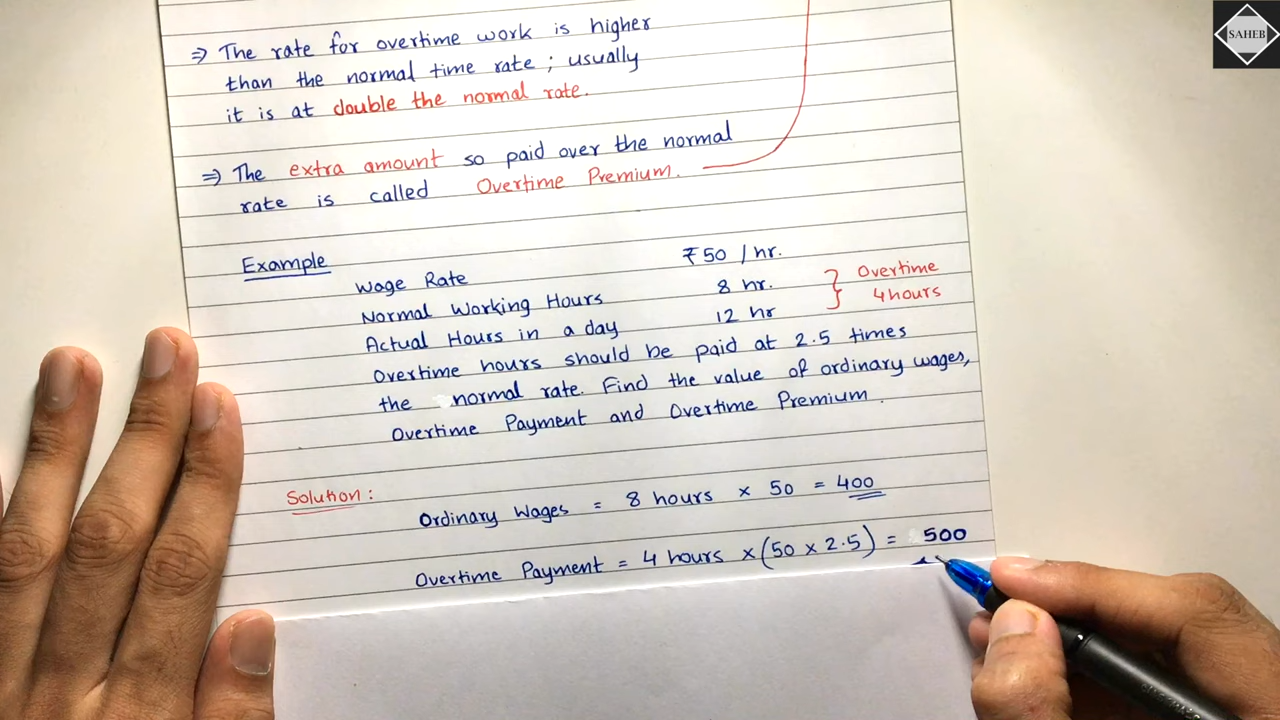 SAHEB
⇒ The rate for overtime work is higher
than the normal time rate ; usually
it is at double the normal rate.
⇒ The extra amount so paid over the normal
rate is called Overtime Premium.
Example
Wage Rate ₹50 / hr.
Normal Working Hours 8 hr.
Actual Hours in a day 12 hr } Overtime 4 hours
Overtime hours should be paid at 2.5 times
the normal rate. Find the value of ordinary wages,
Overtime Payment and Overtime Premium.
Solution :
Ordinary Wages = 8 hours × 50 = 400
Overtime Payment = 4 hours × (50 × 2.5) = 500